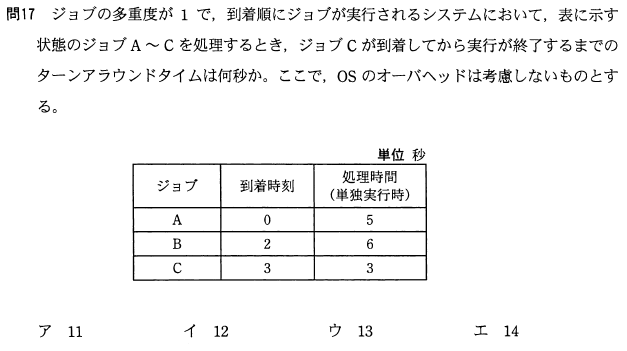 問17 ジョブの多重度が 1 で，到着順にジョブが実行されるシステムにおいて，表に示す
状態のジョブ A ～ C を処理するとき，ジョブ C が到着してから実行が終了するまでの
ターンアラウンドタイムは何秒か。ここで，OS のオーバヘッドは考慮しないものとす
る。
単位 秒
ジョブ 到着時刻 処理時間
(単独実行時)
A 0 5
B 2 6
C 3 3
ア 11 イ 12 ウ 13 エ 14